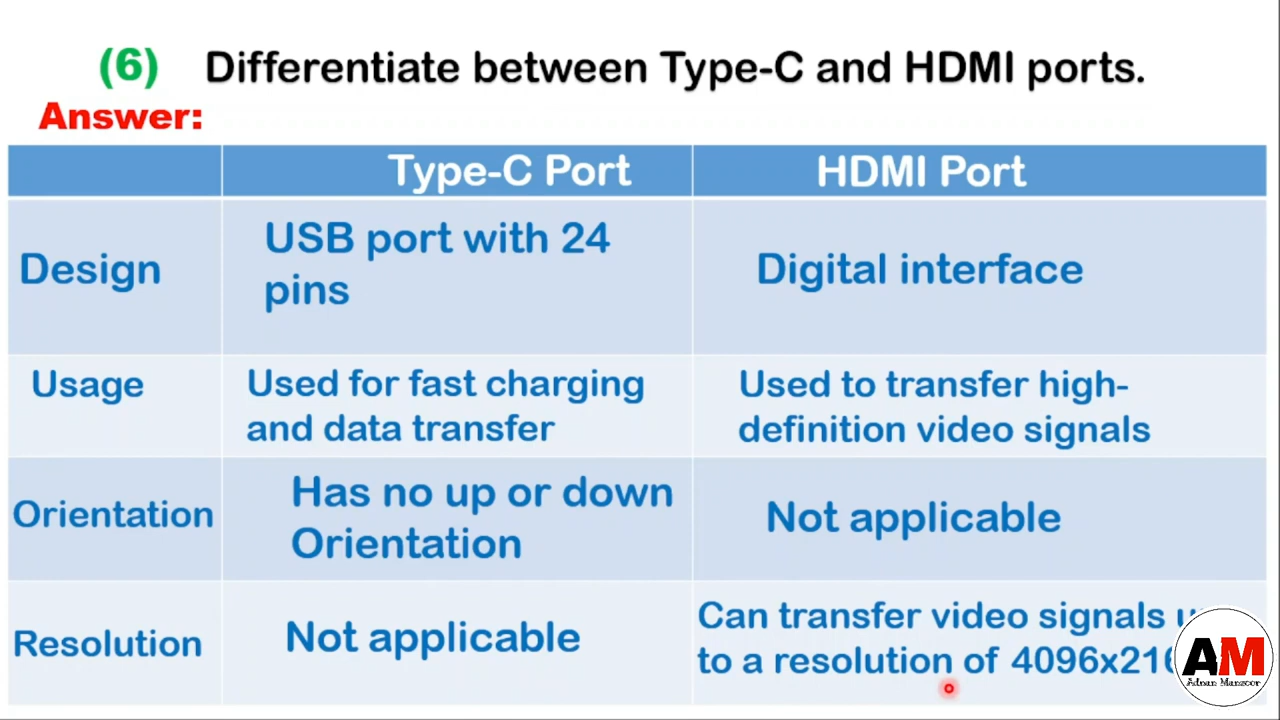 (6) Differentiate between Type-C and HDMI ports.
Answer:
Type-C Port HDMI Port
Design
USB port with 24
pins
Digital interface
Usage
Used for fast charging
and data transfer
Used to transfer high-
definition video signals
Orientation
Has no up or down
Orientation
Not applicable
Resolution
Not applicable
Can transfer video signals
to a resolution of
AM
Adnan Mansoor